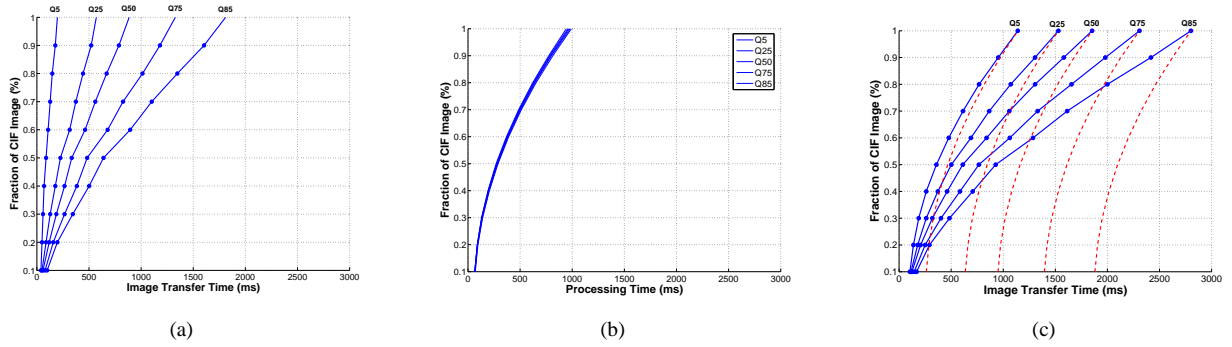 Q5 Q25 Q50 Q75 Q85
1
0.9
0.8
0.7
0.6
0.5
0.4
0.3
0.2
0.1
Fraction of CIF Image (%)
0 500 1000 1500 2000 2500 3000
Image Transfer Time (ms)
(a)
1
0.9
0.8
0.7
0.6
0.5
0.4
0.3
0.2
0.1
Fraction of CIF Image (%)
Q5
Q25
Q50
Q75
Q85
0 500 1000 1500 2000 2500 3000
Processing Time (ms)
(b)
Q5 Q25 Q50 Q75 Q85
1
0.9
0.8
0.7
0.6
0.5
0.4
0.3
0.2
0.1
Fraction of CIF Image (%)
0 500 1000 1500 2000 2500 3000
Image Transfer Time (ms)
(c)